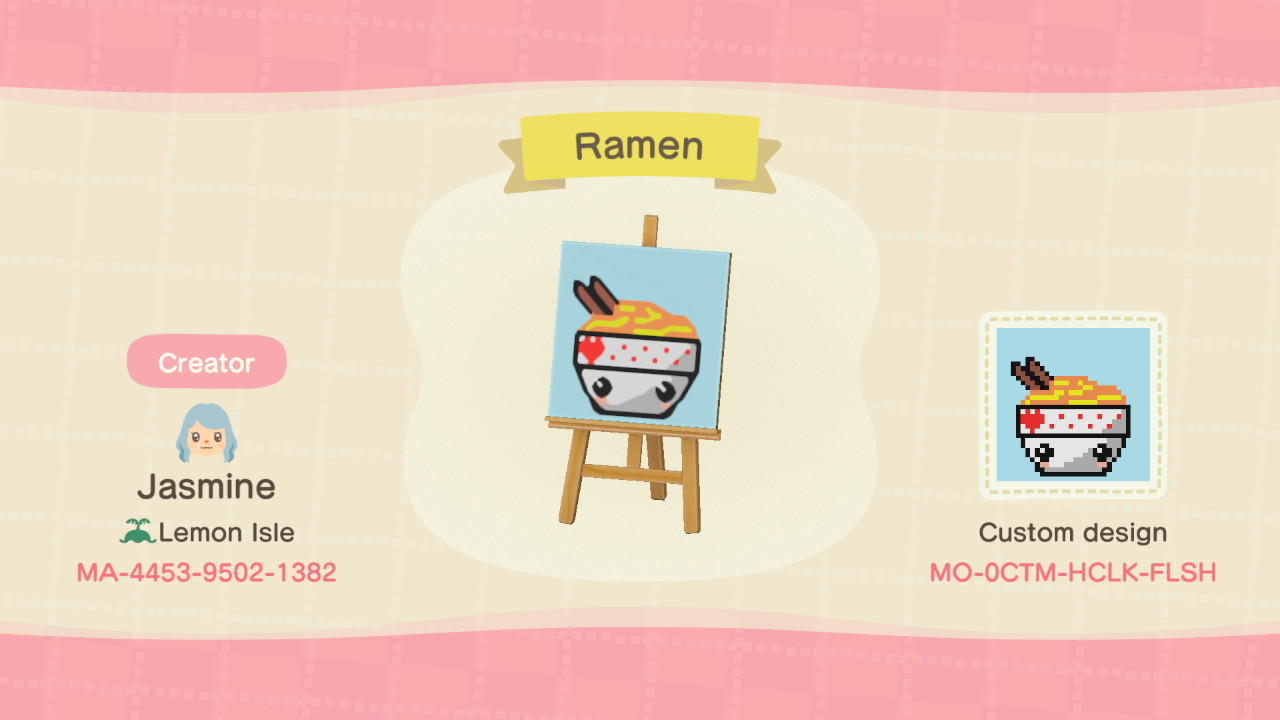 Ramen
Creator
Jasmine
Lemon Isle
MA-4453-9502-1382
Custom design
MO-0CTM-HCLK-FLSH